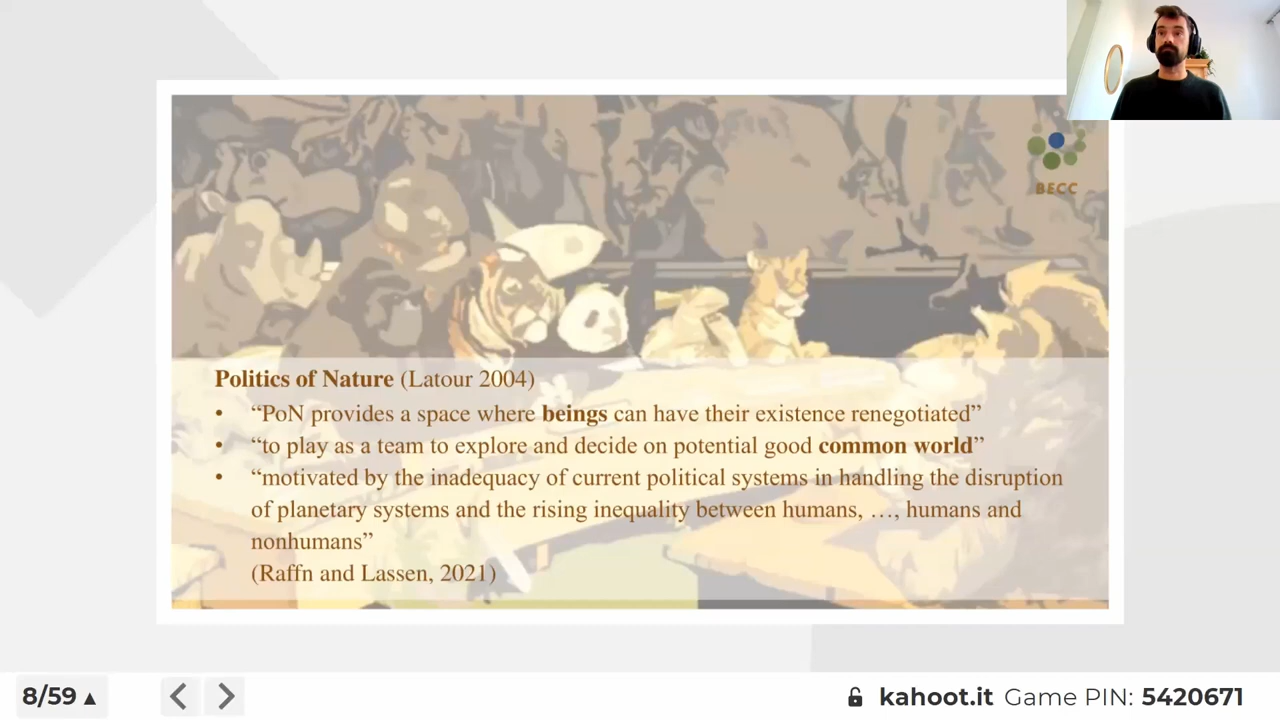 BECC
Politics of Nature (Latour 2004)
• “PoN provides a space where beings can have their existence renegotiated”
• “to play as a team to explore and decide on potential good common world”
• “motivated by the inadequacy of current political systems in handling the disruption
of planetary systems and the rising inequality between humans, …, humans and
nonhumans”
(Raffn and Lassen, 2021)
8/59 ▲
kahoot.it Game PIN: 5420671